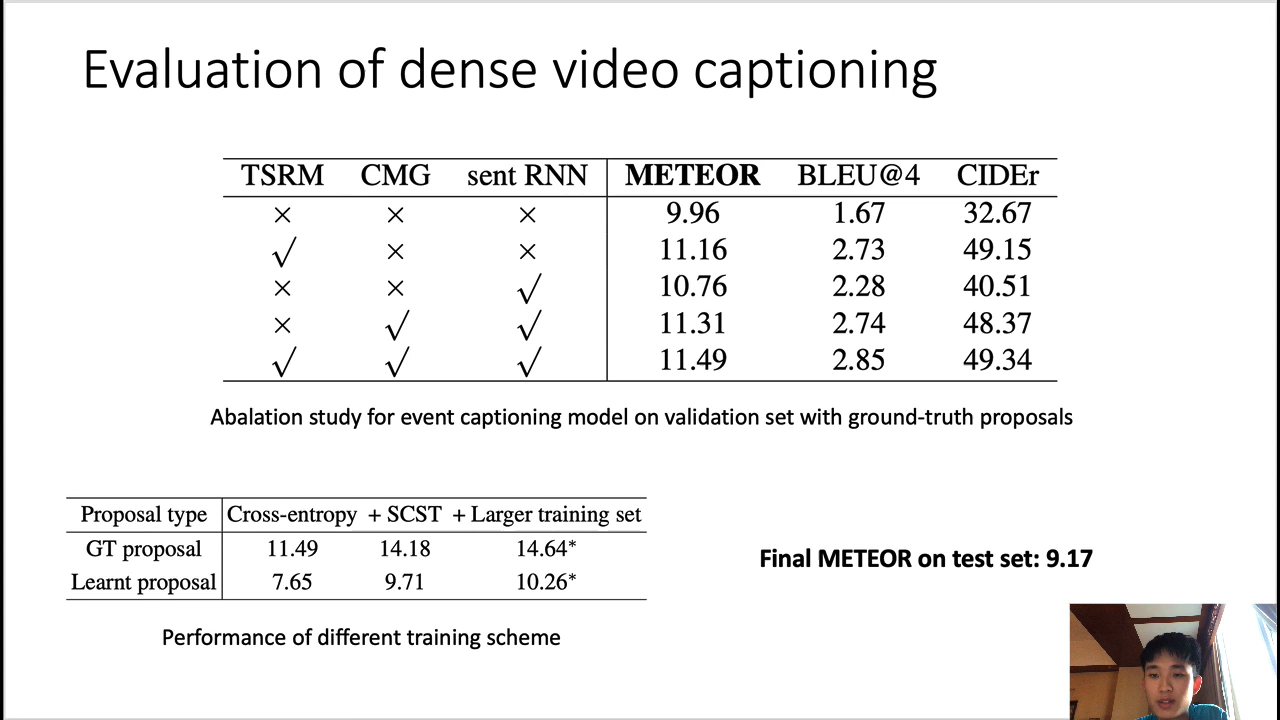 Evaluation of dense video captioning
TSRM CMG sent RNN METEOR BLEU@4 CIDEr
× × × 9.96 1.67 32.67
√ × × 11.16 2.73 49.15
× × √ 10.76 2.28 40.51
× √ √ 11.31 2.74 48.37
√ √ √ 11.49 2.85 49.34
Abalation study for event captioning model on validation set with ground-truth proposals
Proposal type Cross-entropy + SCST + Larger training set
GT proposal 11.49 14.18 14.64*
Learnt proposal 7.65 9.71 10.26*
Performance of different training scheme
Final METEOR on test set: 9.17